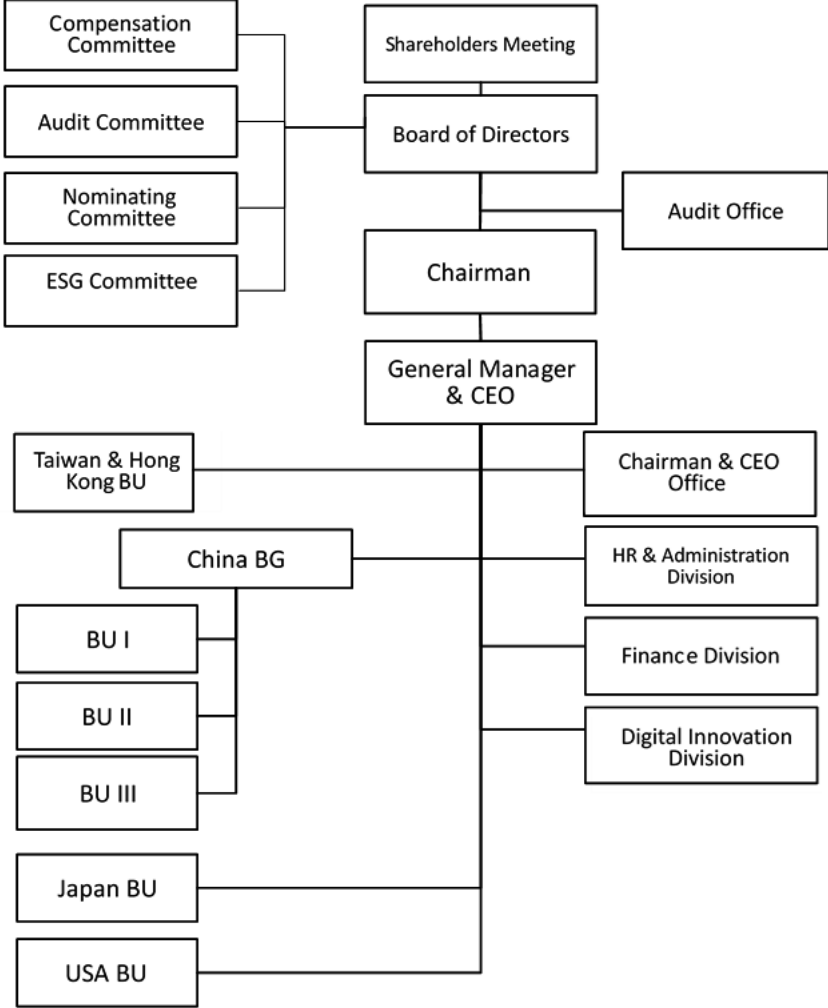 Compensation
Committee
Shareholders Meeting
Audit Committee
Board of Directors
Nominating
Committee
Audit Office
ESG Committee
Chairman
General Manager
& CEO
Taiwan & Hong
Kong BU
Chairman & CEO
Office
China BG
HR & Administration
Division
BU I
Finance Division
BU II
Digital Innovation
Division
BU III
Japan BU
USA BU